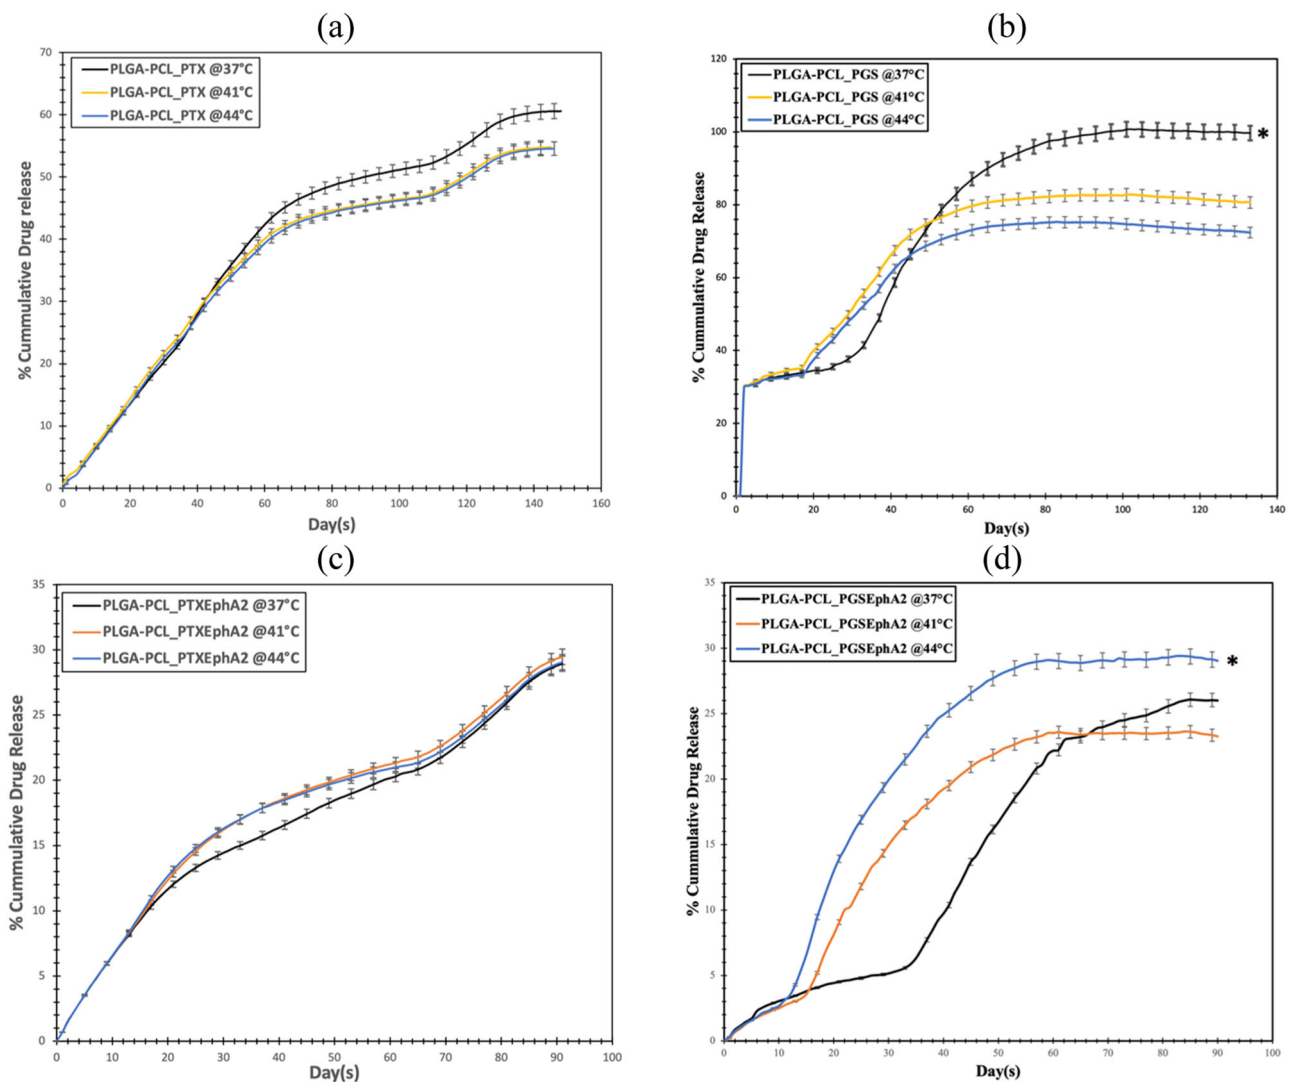 (a)
70
60
50
40
30
20
10
0
% Cummulative Drug release
PLGA-PCL_PTX @37°C
PLGA-PCL_PTX @41°C
PLGA-PCL_PTX @44°C
0 20 40 60 80 100 120 140 160
Day(s)
(b)
120
100
80
60
40
20
0
% Cummulative Drug Release
PLGA-PCL_PGS @37°C
PLGA-PCL_PGS @41°C
PLGA-PCL_PGS @44°C
*
0 20 40 60 80 100 120 140
Day(s)
(c)
35
30
25
20
15
10
5
0
% Cummulative Drug Release
PLGA-PCL_PTXEphA2 @37°C
PLGA-PCL_PTXEphA2 @41°C
PLGA-PCL_PTXEphA2 @44°C
0 10 20 30 40 50 60 70 80 90 100
Day(s)
(d)
35
30
25
20
15
10
5
0
% Cummulative Drug Release
PLGA-PCL_PGSEphA2 @37°C
PLGA-PCL_PGSEphA2 @41°C
PLGA-PCL_PGSEphA2 @44°C
*
0 10 20 30 40 50 60 70 80 90 100
Day(s)